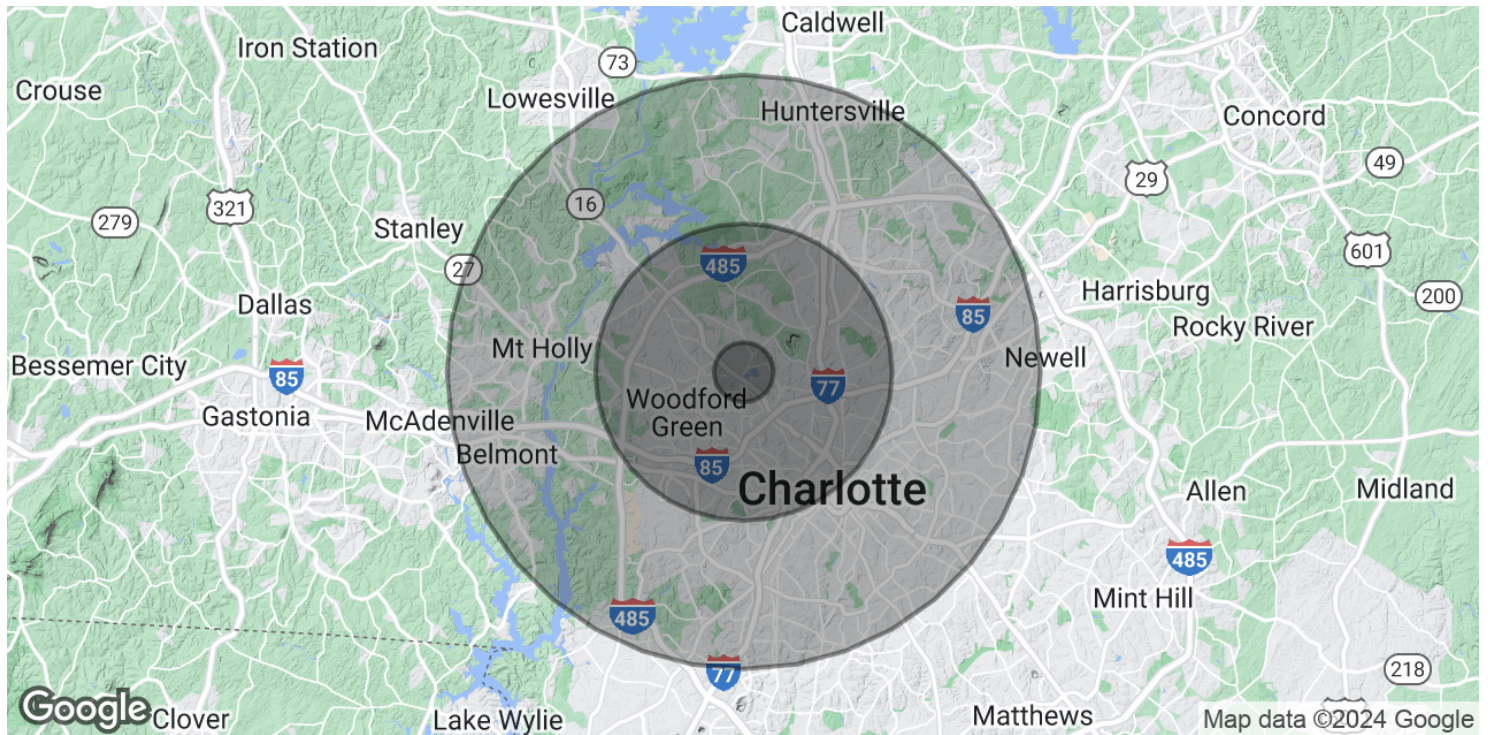 Caldwell
Iron Station
73
Crouse
Lowesville
Huntersville
Concord
49
29
321
16
279
Stanley
601
485
27
Harrisburg
200
Dallas
85
Rocky River
Mt Holly
Newell
Bessemer City
85
77
Woodford
Green
Gastonia
McAdenville
Belmont
85
Charlotte
Allen
Midland
485
Mint Hill
485
77
218
Google
Clover
Lake Wylie
Matthews
Map data ©2024 Google